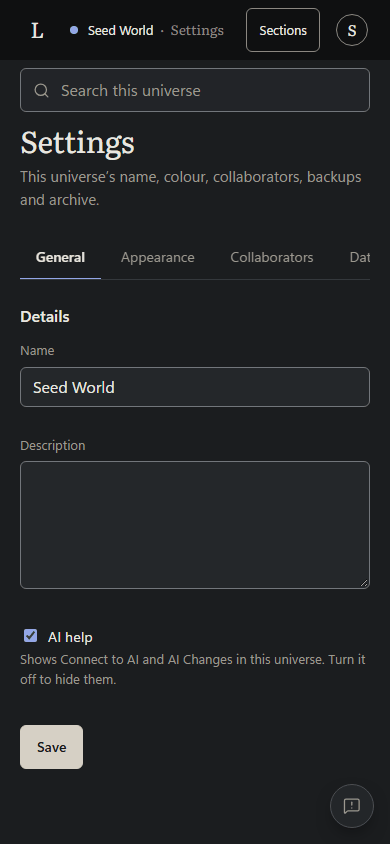 L
Seed World · Settings
Sections
S
Search this universe
Settings
This universe's name, colour, collaborators, backups
and archive.
General
Appearance
Collaborators
Dat
Details
Name
Seed World
Description
AI help
Shows Connect to AI and AI Changes in this universe. Turn it
off to hide them.
Save